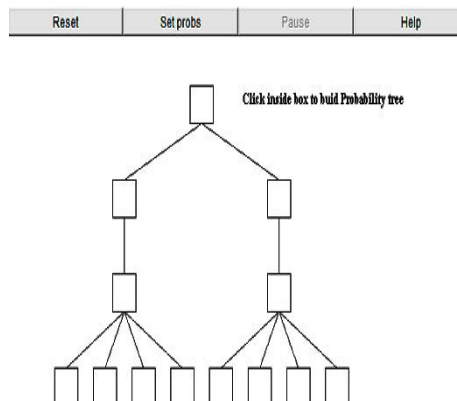 Reset Set probs Pause Help
Click inside box to buid Probability tree